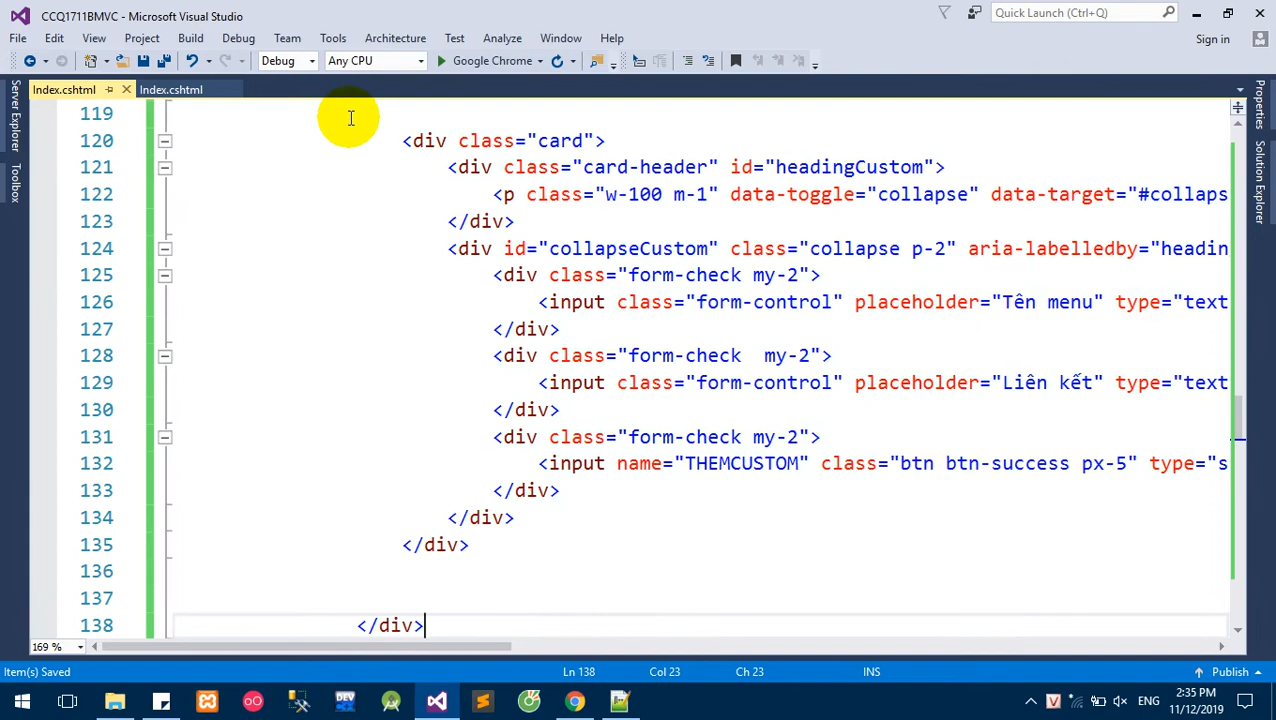 CCQ1711BMVC - Microsoft Visual Studio
Quick Launch (Ctrl+Q)
File Edit View Project Build Debug Team Tools Architecture Test Analyze Window Help
Sign in
Debug Any CPU Google Chrome
Index.cshtml Index.cshtml
Server Explorer
Toolbox
Properties
Solution Explorer
119
120 <div class="card">
121 <div class="card-header" id="headingCustom">
122 <p class="w-100 m-1" data-toggle="collapse" data-target="#collaps
123 </div>
124 <div id="collapseCustom" class="collapse p-2" aria-labelledby="headin
125 <div class="form-check my-2">
126 <input class="form-control" placeholder="Tên menu" type="text
127 </div>
128 <div class="form-check  my-2">
129 <input class="form-control" placeholder="Liên kết" type="text
130 </div>
131 <div class="form-check my-2">
132 <input name="THEMCUSTOM" class="btn btn-success px-5" type="s
133 </div>
134 </div>
135 </div>
136
137
138 </div>
169 %
Item(s) Saved Ln 138 Col 23 Ch 23 INS Publish
ENG
2:35 PM
11/12/2019